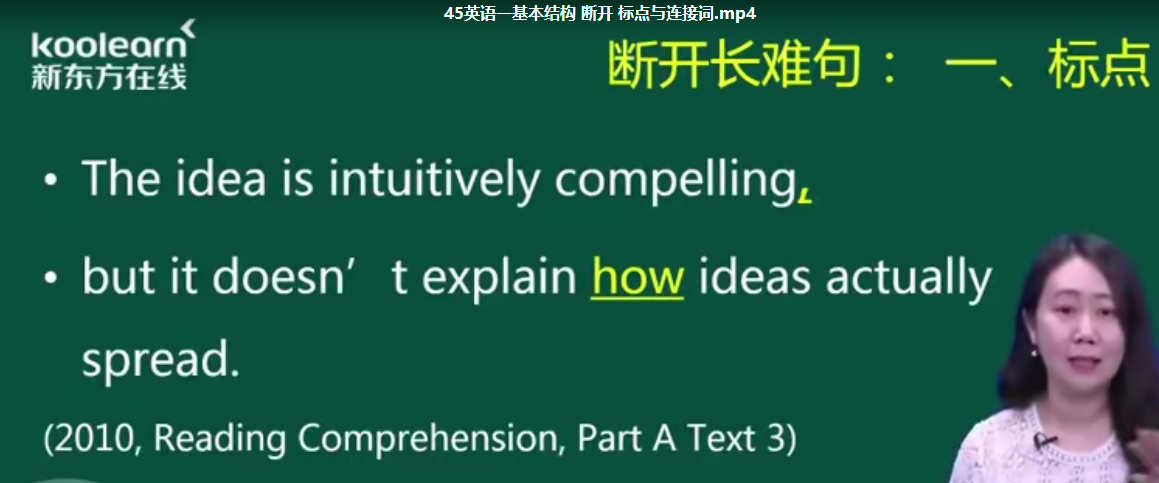 45英语一基本结构 断开 标点与连接词.mp4
koolearn
新东方在线
断开长难句： 一、标点
• The idea is intuitively compelling,
• but it doesn’ t explain how ideas actually
spread.
(2010, Reading Comprehension, Part A Text 3)